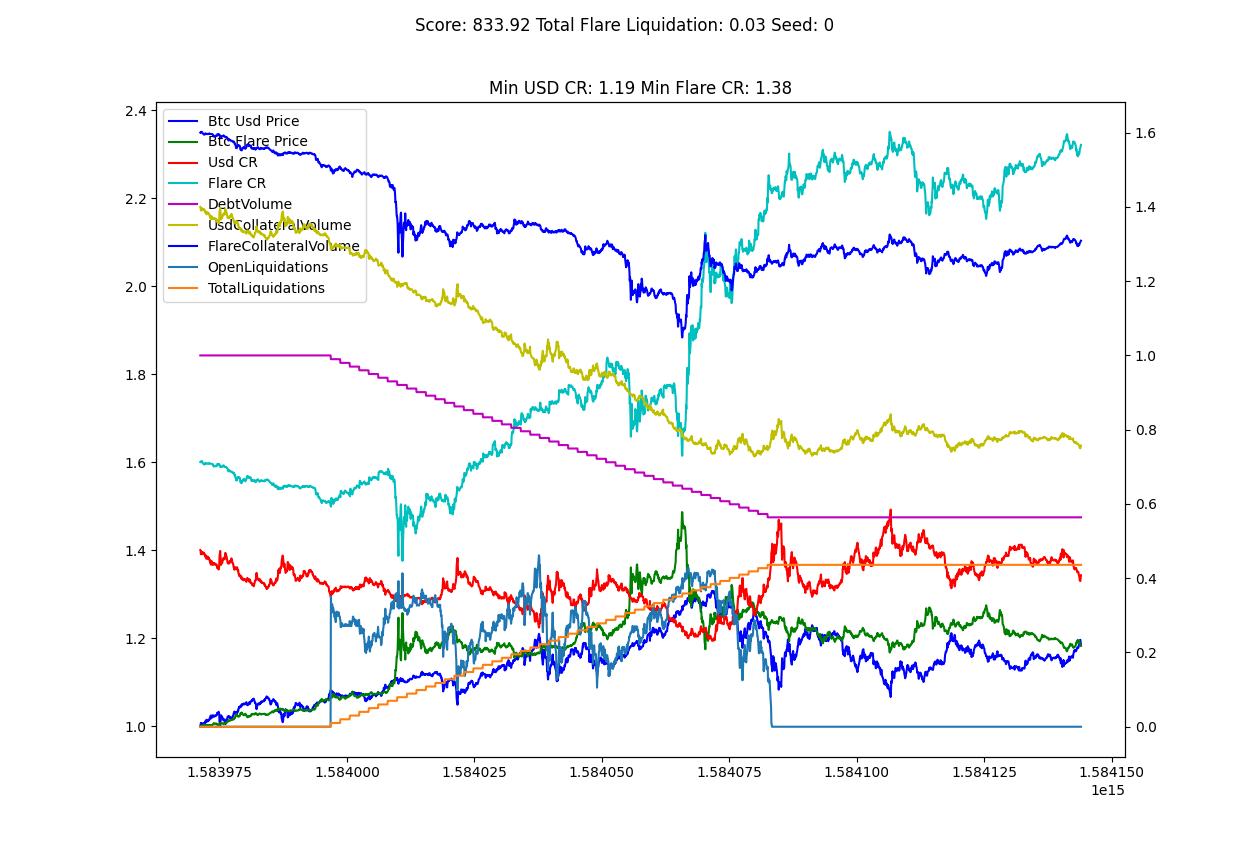 Score: 833.92 Total Flare Liquidation: 0.03 Seed: 0
Min USD CR: 1.19 Min Flare CR: 1.38
Btc Usd Price
Btc Flare Price
Usd CR
Flare CR
DebtVolume
UsdCollateralVolume
FlareCollateralVolume
OpenLiquidations
TotalLiquidations
2.4
2.2
2.0
1.8
1.6
1.4
1.2
1.0
1.6
1.4
1.2
1.0
0.8
0.6
0.4
0.2
0.0
1.583975 1.584000 1.584025 1.584050 1.584075 1.584100 1.584125 1.584150
1e15